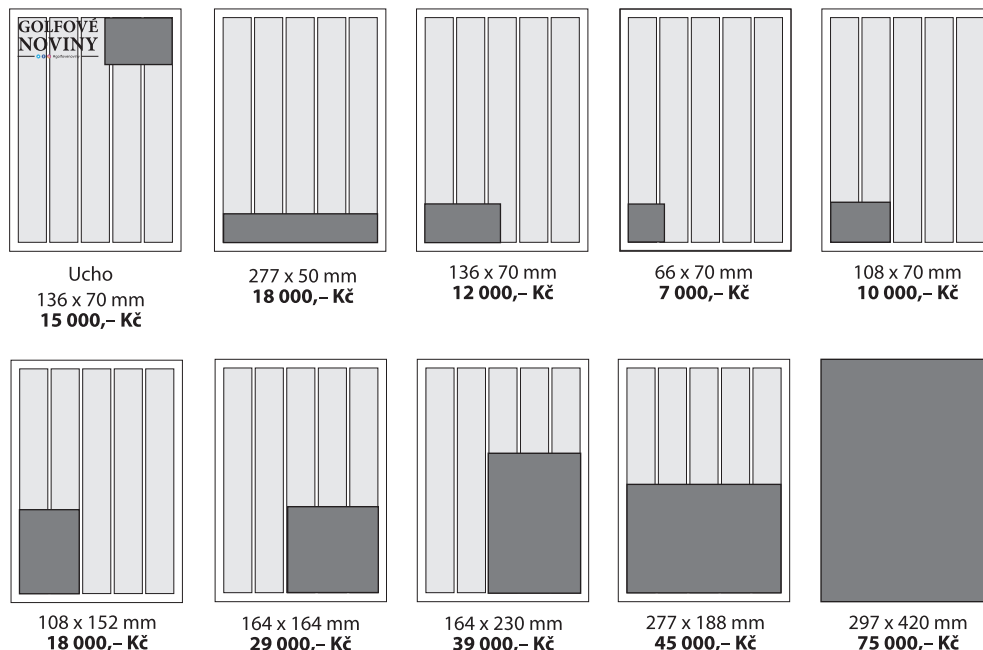 GOLFOVÉ
NOVINY
#golfovenoviny
Ucho
136 x 70 mm
15 000,– Kč
277 x 50 mm
18 000,– Kč
136 x 70 mm
12 000,– Kč
66 x 70 mm
7 000,– Kč
108 x 70 mm
10 000,– Kč
108 x 152 mm
18 000,– Kč
164 x 164 mm
29 000,– Kč
164 x 230 mm
39 000,– Kč
277 x 188 mm
45 000,– Kč
297 x 420 mm
75 000,– Kč